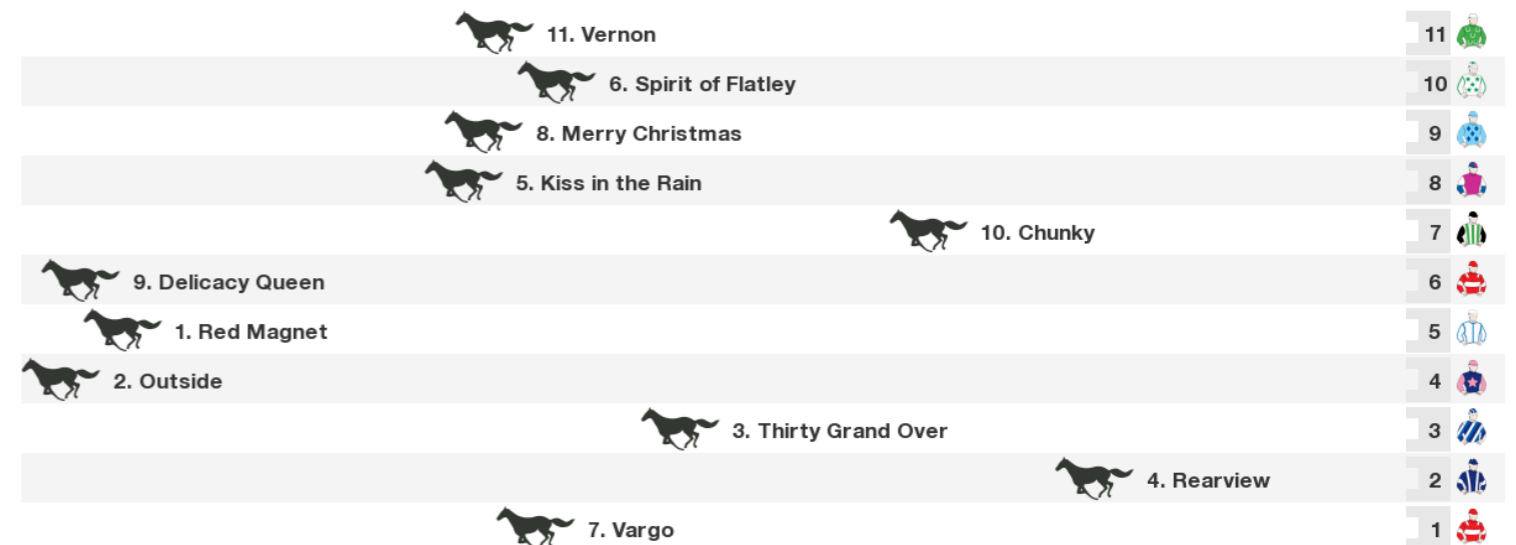 11. Vernon 11
6. Spirit of Flatley 10
8. Merry Christmas 9
5. Kiss in the Rain 8
10. Chunky 7
9. Delicacy Queen 6
1. Red Magnet 5
2. Outside 4
3. Thirty Grand Over 3
4. Rearview 2
7. Vargo 1